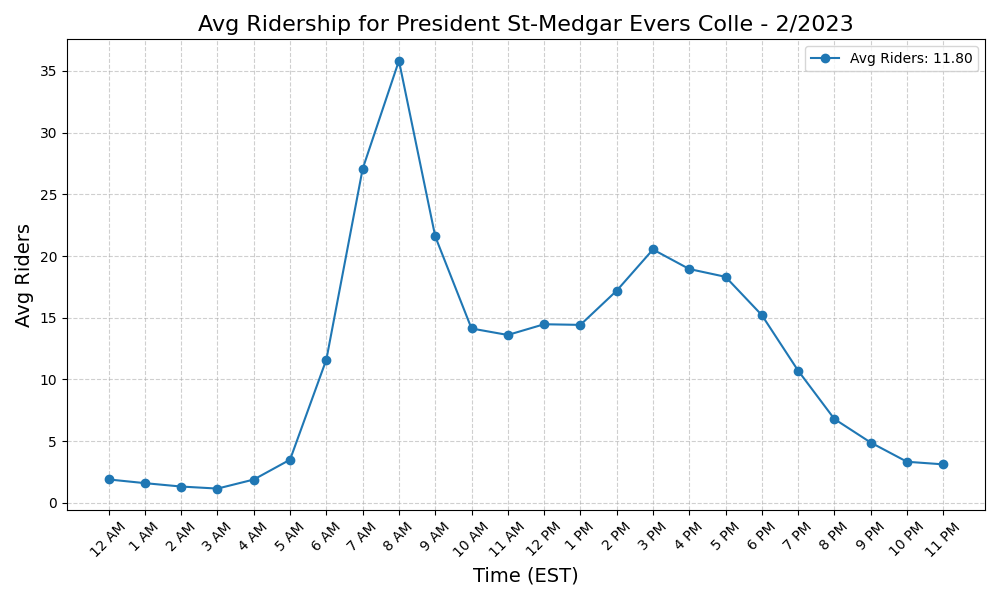 Avg Ridership for President St-Medgar Evers Colle - 2/2023
Avg Riders: 11.80
Avg Riders
35
30
25
20
15
10
5
0
12 AM
1 AM
2 AM
3 AM
4 AM
5 AM
6 AM
7 AM
8 AM
9 AM
10 AM
11 AM
12 PM
1 PM
2 PM
3 PM
4 PM
5 PM
6 PM
7 PM
8 PM
9 PM
10 PM
11 PM
Time (EST)